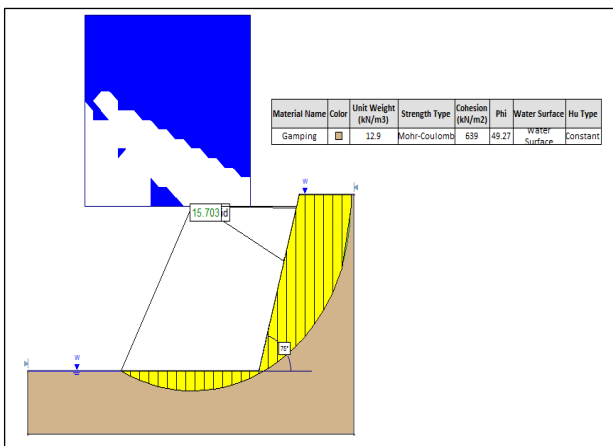 Material Name Color Unit Weight (kN/m3) Strength Type Cohesion (kN/m2) Phi Water Surface Hu Type
Gamping 12.9 Mohr-Coulomb 639 49.27 Water Surface Constant
W
15.703
W
75°